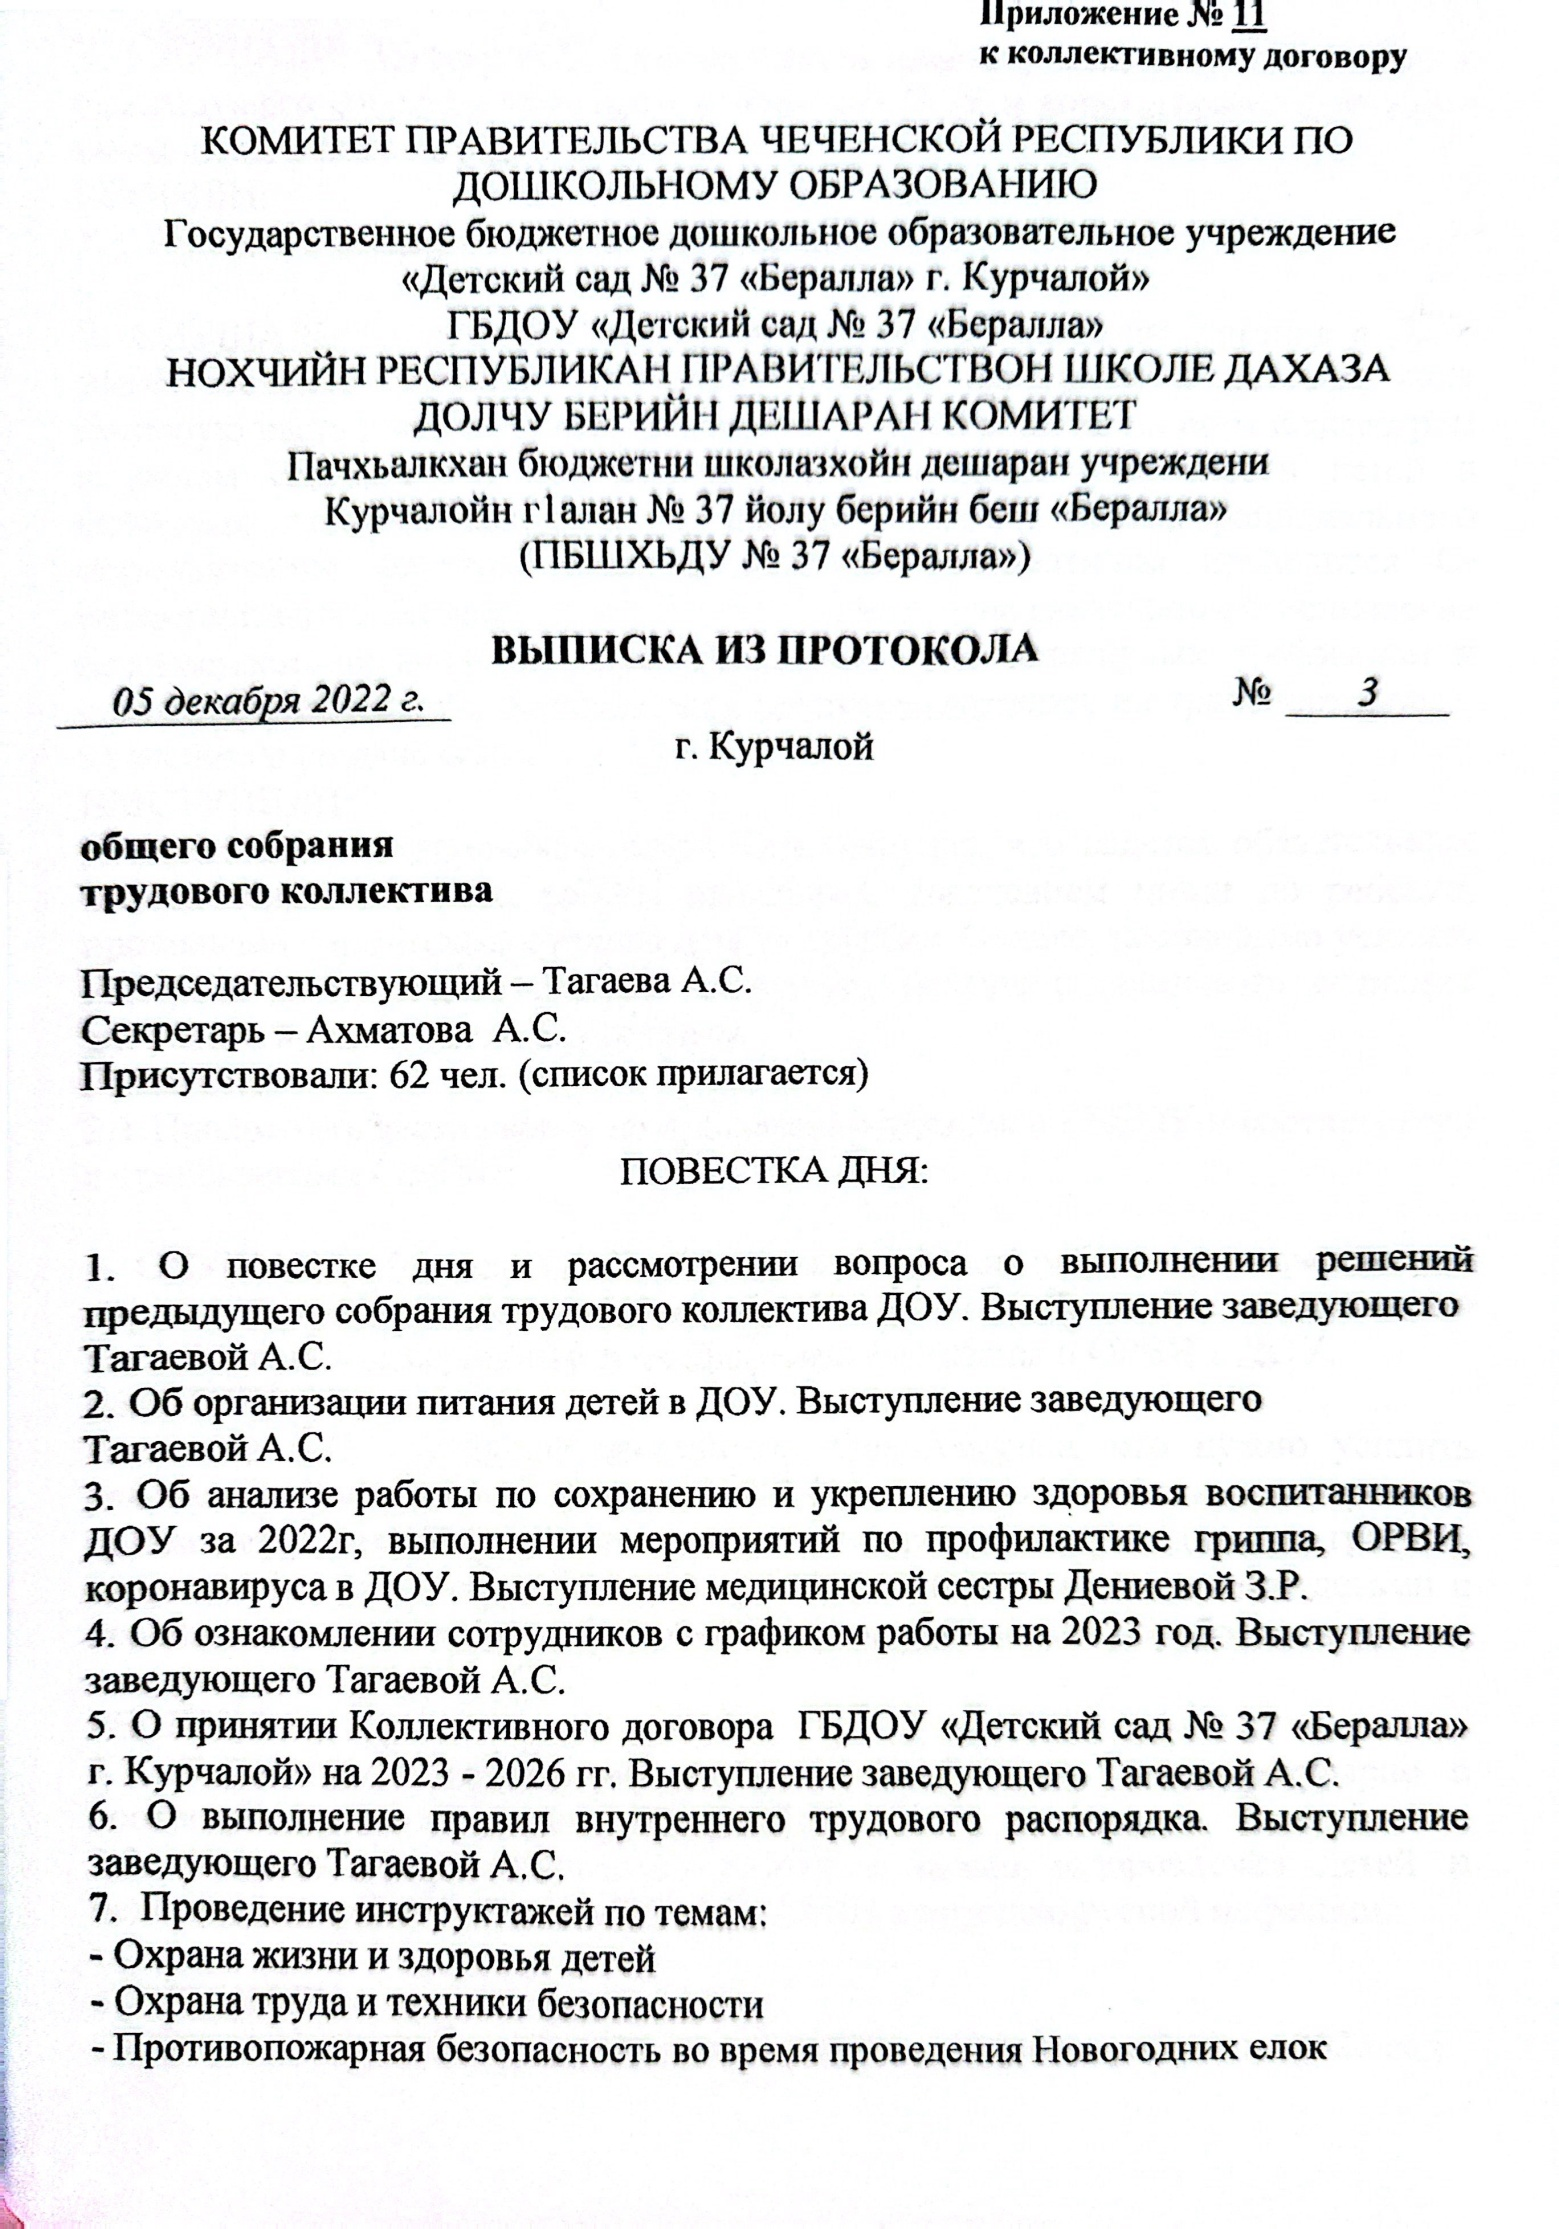 Приложение № 11
к коллективному договору
КОМИТЕТ ПРАВИТЕЛЬСТВА ЧЕЧЕНСКОЙ РЕСПУБЛИКИ ПО
ДОШКОЛЬНОМУ ОБРАЗОВАНИЮ
Государственное бюджетное дошкольное образовательное учреждение
«Детский сад № 37 «Бералла» г. Курчалой»
ГБДОУ «Детский сад № 37 «Бералла»
НОХЧИЙН РЕСПУБЛИКАН ПРАВИТЕЛЬСТВОН ШКОЛЕ ДАХАЗА
ДОЛЧУ БЕРИЙН ДЕШАРАН КОМИТЕТ
Пачхьалкхан бюджетни школазхойн дешаран учреждени
Курчалойн г1алан № 37 йолу берийн беш «Бералла»
(ПБШХЬДУ № 37 «Бералла»)
ВЫПИСКА ИЗ ПРОТОКОЛА
05 декабря 2022 г. № 3
г. Курчалой
общего собрания
трудового коллектива
Председательствующий – Тагаева А.С.
Секретарь – Ахматова А.С.
Присутствовали: 62 чел. (список прилагается)
ПОВЕСТКА ДНЯ:
1. О повестке дня и рассмотрении вопроса о выполнении решений
предыдущего собрания трудового коллектива ДОУ. Выступление заведующего
Тагаевой А.С.
2. Об организации питания детей в ДОУ. Выступление заведующего
Тагаевой А.С.
3. Об анализе работы по сохранению и укреплению здоровья воспитанников
ДОУ за 2022г, выполнении мероприятий по профилактике гриппа, ОРВИ,
коронавируса в ДОУ. Выступление медицинской сестры Дениевой З.Р.
4. Об ознакомлении сотрудников с графиком работы на 2023 год. Выступление
заведующего Тагаевой А.С.
5. О принятии Коллективного договора ГБДОУ «Детский сад № 37 «Бералла»
г. Курчалой» на 2023 - 2026 гг. Выступление заведующего Тагаевой А.С.
6. О выполнение правил внутреннего трудового распорядка. Выступление
заведующего Тагаевой А.С.
7. Проведение инструктажей по темам:
- Охрана жизни и здоровья детей
- Охрана труда и техники безопасности
- Противопожарная безопасность во время проведения Новогодних елок